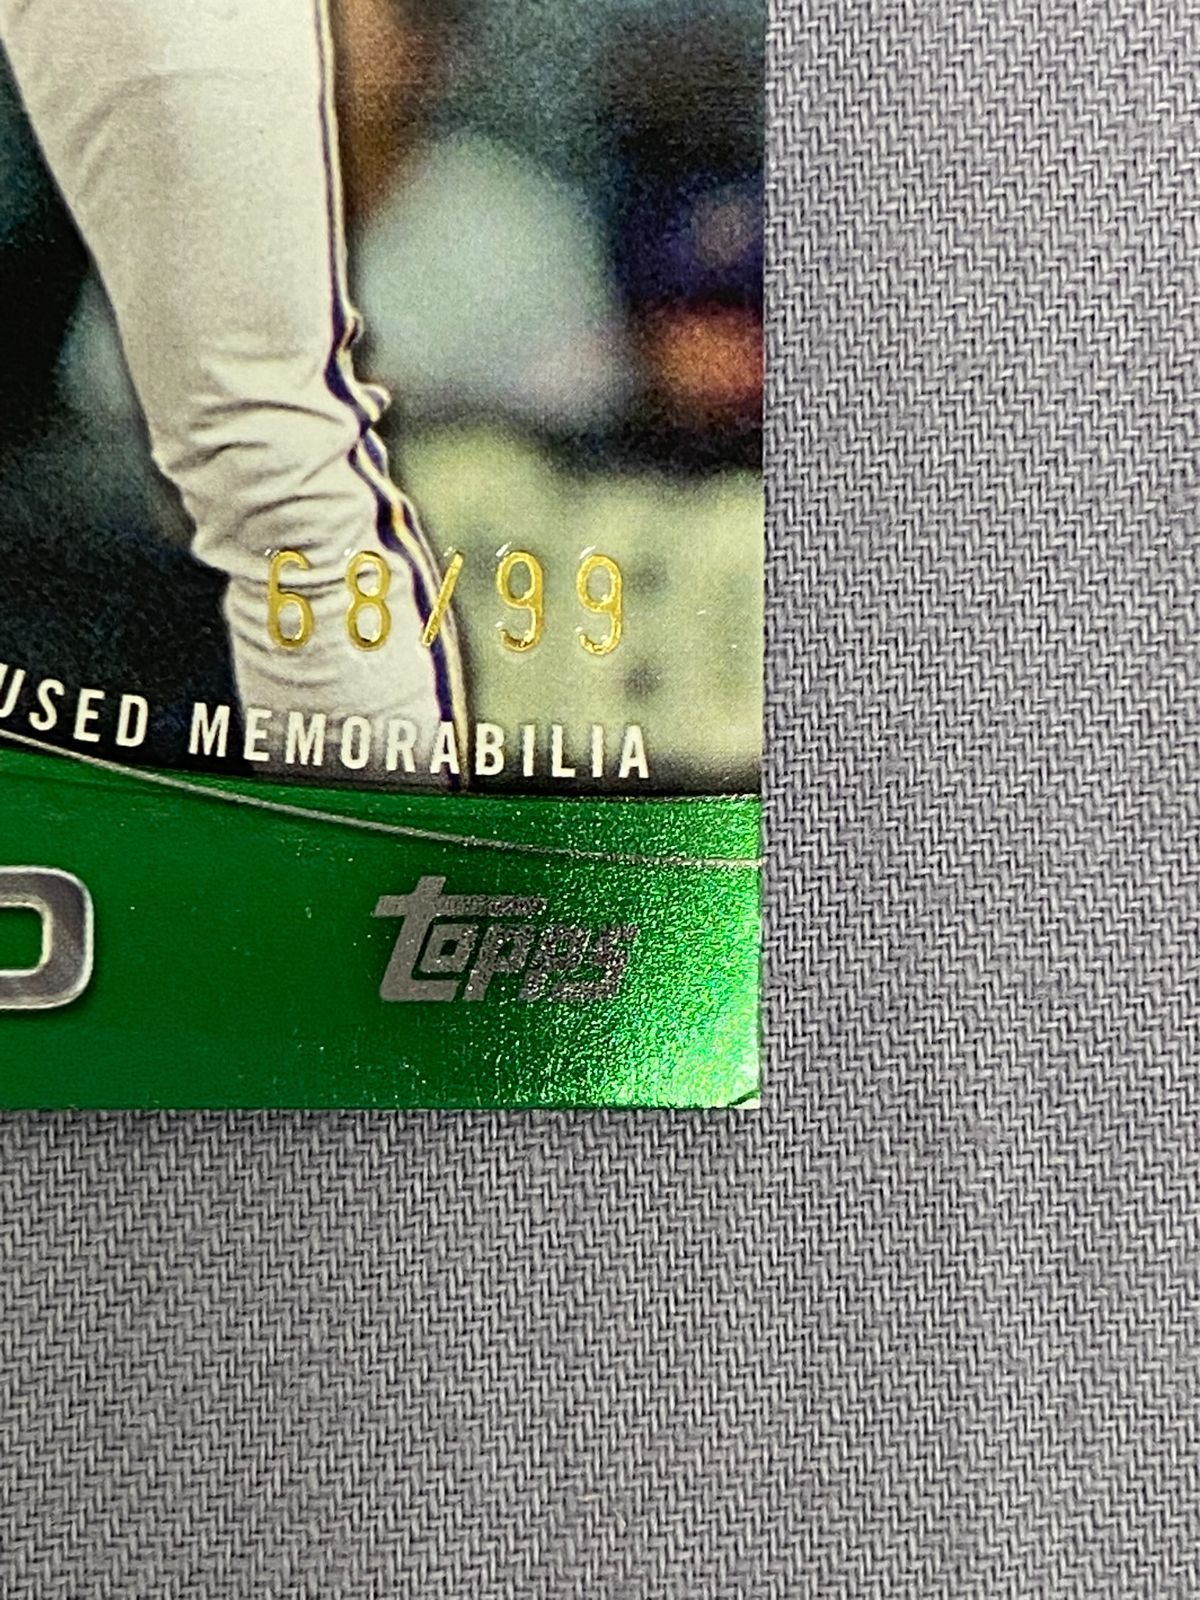 68/99
USED MEMORABILIA
topps